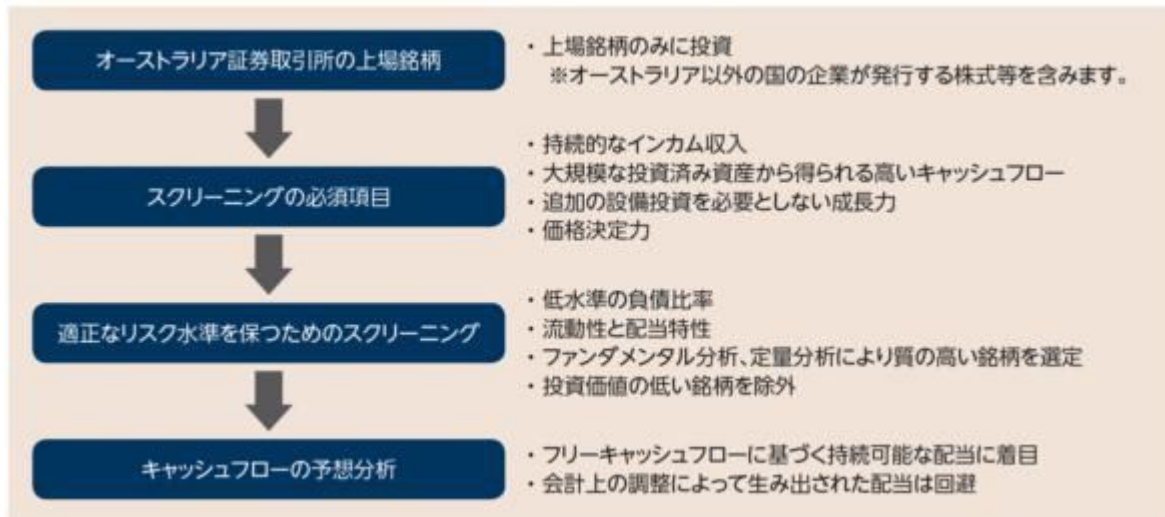 オーストラリア証券取引所の上場銘柄
・上場銘柄のみに投資
※オーストラリア以外の国の企業が発行する株式等を含みます。
スクリーニングの必須項目
・持続的なインカム収入
・大規模な投資済み資産から得られる高いキャッシュフロー
・追加の設備投資を必要としない成長力
・価格決定力
適正なリスク水準を保つためのスクリーニング
・低水準の負債比率
・流動性と配当特性
・ファンダメンタル分析、定量分析により質の高い銘柄を選定
・投資価値の低い銘柄を除外
キャッシュフローの予想分析
・フリーキャッシュフローに基づく持続可能な配当に着目
・会計上の調整によって生み出された配当は回避